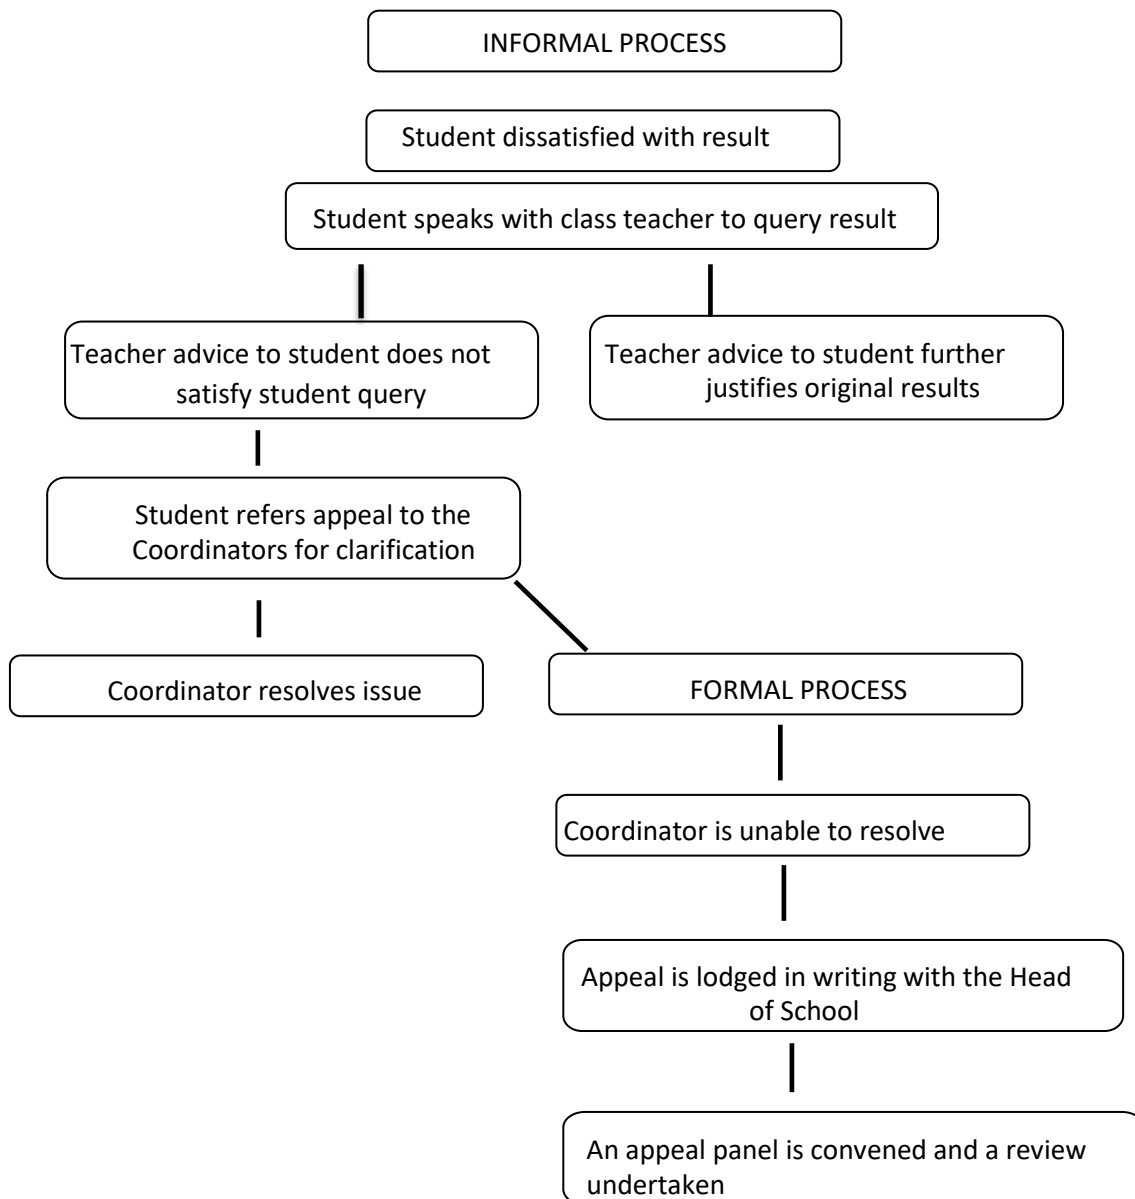 INFORMAL PROCESS
Student dissatisfied with result
Student speaks with class teacher to query result
Teacher advice to student does not
satisfy student query
Teacher advice to student further
justifies original results
Student refers appeal to the
Coordinators for clarification
Coordinator resolves issue
FORMAL PROCESS
Coordinator is unable to resolve
Appeal is lodged in writing with the Head
of School
An appeal panel is convened and a review
undertaken